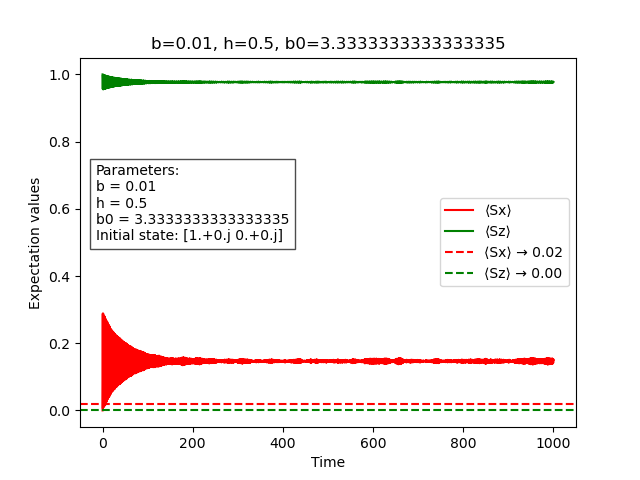 b=0.01, h=0.5, b0=3.3333333333333335
Expectation values
1.0
0.8
0.6
0.4
0.2
0.0
Parameters:
b = 0.01
h = 0.5
b0 = 3.3333333333333335
Initial state: [1.+0.j 0.+0.j]
⟨Sx⟩
⟨Sz⟩
⟨Sx⟩ → 0.02
⟨Sz⟩ → 0.00
0 200 400 600 800 1000
Time